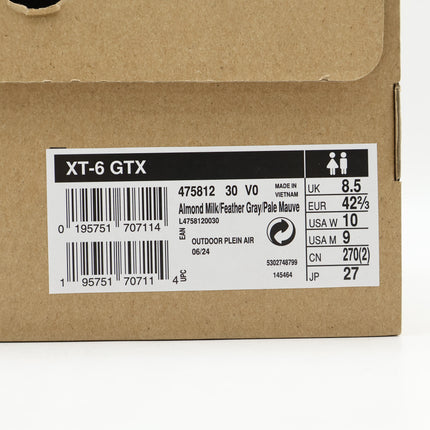 XT-6 GTX
475812 30 V0
MADE IN
VIETNAM
Almond Milk/Feather Gray/Pale Mauve
L4758120030
0 195751 707114
EAN
OUTDOOR PLEIN AIR
06/24
5302748799
145464
1 95751 70711 4
UPC
UK 8.5
EUR 42⅔
USA W 10
USA M 9
CN 270(2)
JP 27